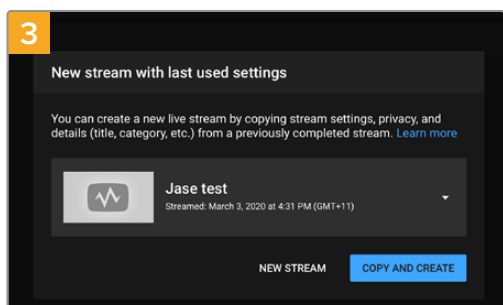 3
New stream with last used settings
You can create a new live stream by copying stream settings, privacy, and
details (title, category, etc.) from a previously completed stream. Learn more
Jase test
Streamed: March 3, 2020 at 4:31 PM (GMT+11)
NEW STREAM COPY AND CREATE